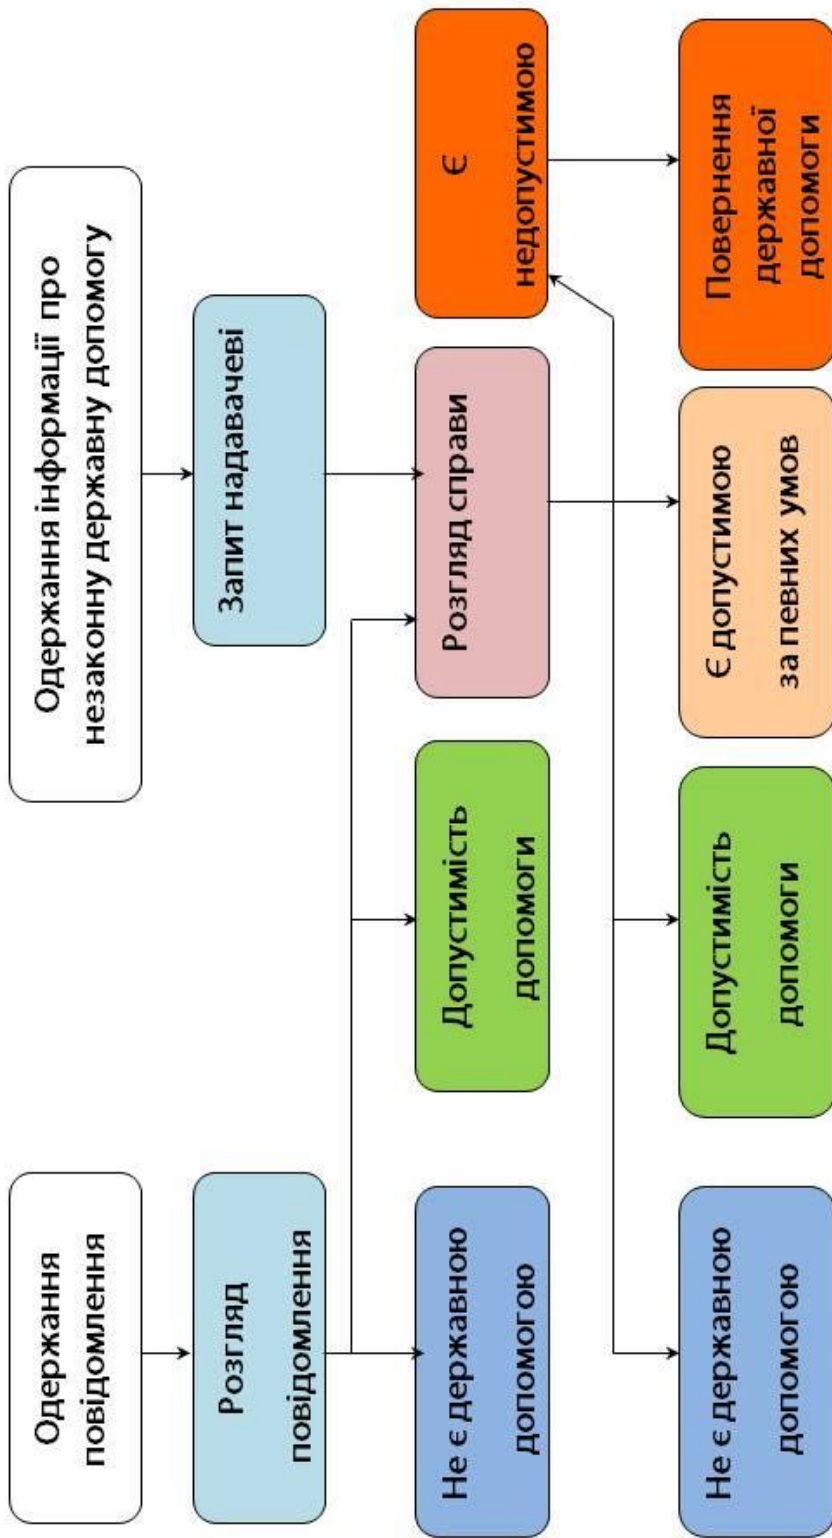 Одержання
повідомлення
Одержання інформації про
незаконну державну допомогу
Розгляд
повідомлення
Запит надавачеві
Не є державною
допомогою
Допустимість
допомоги
Розгляд справи
Є
недопустимою
Не є державною
допомогою
Допустимість
допомоги
Є допустимою
за певних умов
Повернення
державної
допомоги